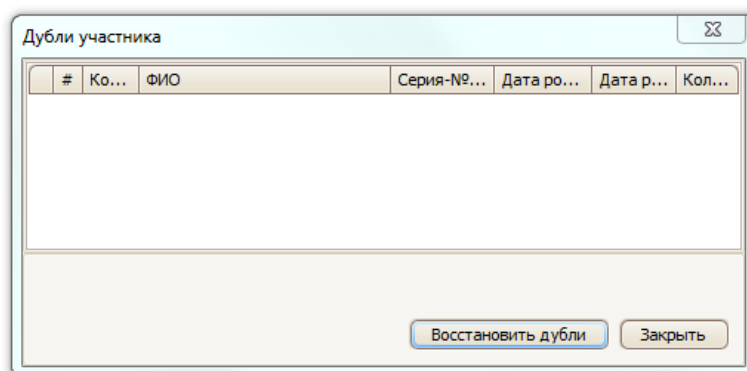 Дубли участника
# Ко... ФИО Серия-№... Дата ро... Дата р... Кол...
Восстановить дубли Закрыть